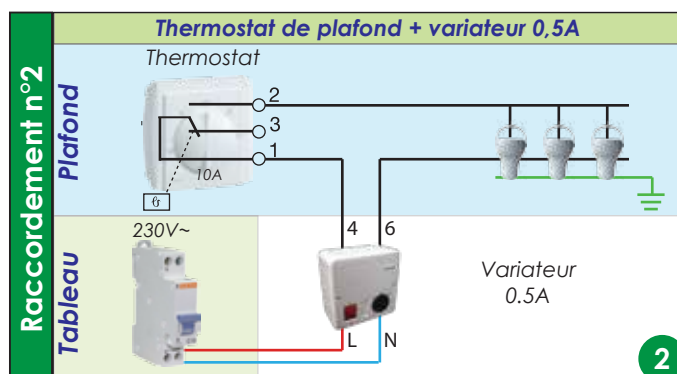 Thermostat de plafond + variateur 0,5A
Raccordement n°2
Plafond
Thermostat
2
3
1
10A
4
6
Tableau
230V~
Variateur
0.5A
L
N
2